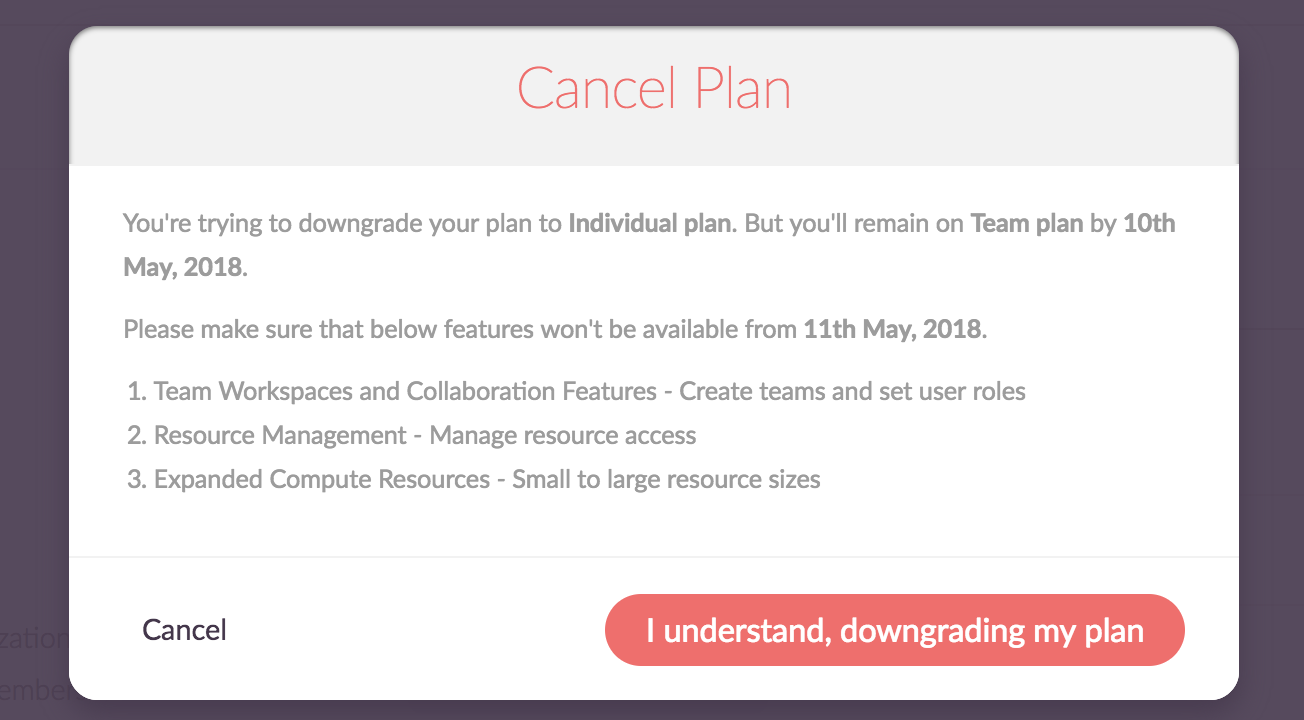 Cancel Plan
You're trying to downgrade your plan to Individual plan. But you'll remain on Team plan by 10th
May, 2018.
Please make sure that below features won't be available from 11th May, 2018.
1. Team Workspaces and Collaboration Features - Create teams and set user roles
2. Resource Management - Manage resource access
3. Expanded Compute Resources - Small to large resource sizes
Cancel
I understand, downgrading my plan